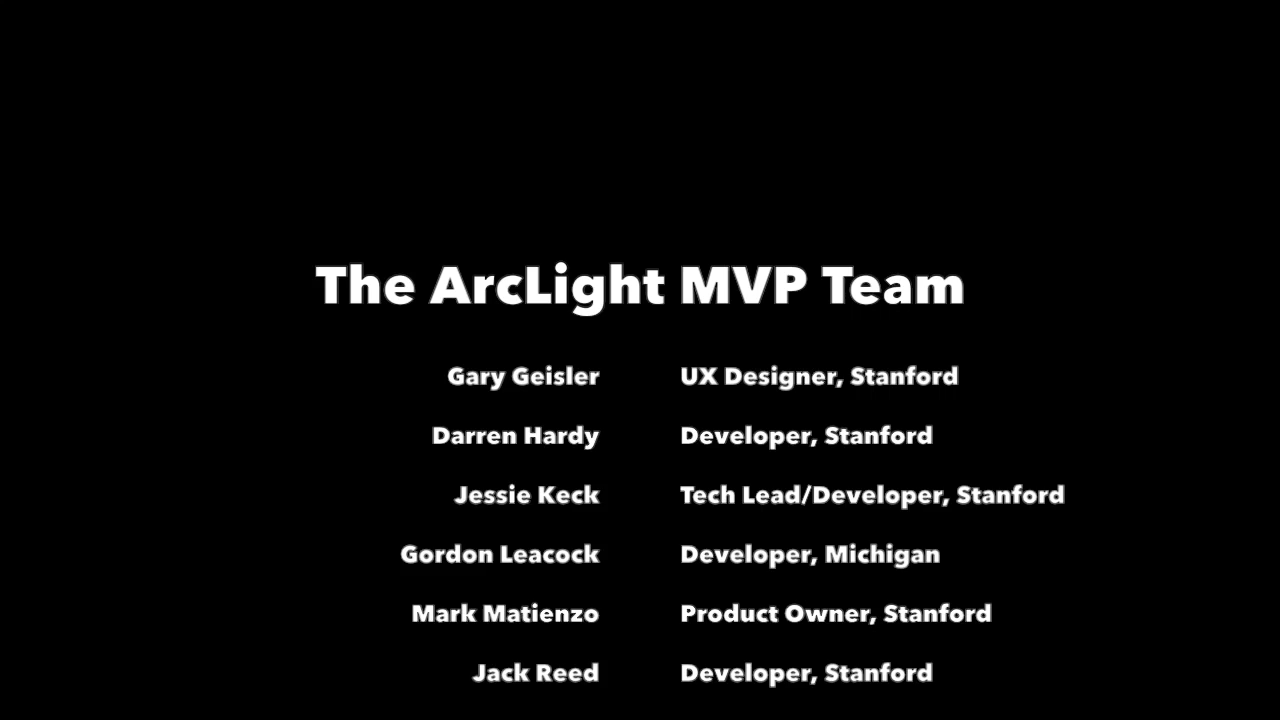 The ArcLight MVP Team
Gary Geisler UX Designer, Stanford
Darren Hardy Developer, Stanford
Jessie Keck Tech Lead/Developer, Stanford
Gordon Leacock Developer, Michigan
Mark Matienzo Product Owner, Stanford
Jack Reed Developer, Stanford